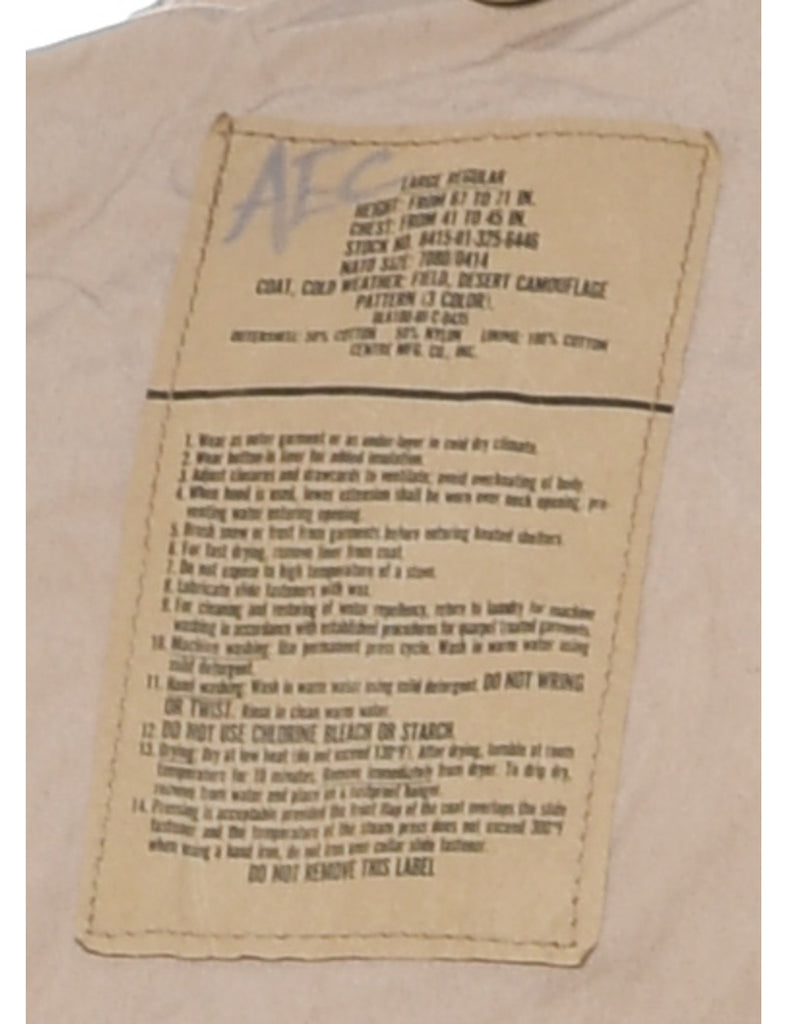 AEC
LARGE REGULAR
HEIGHT: FROM 67 TO 71 IN.
CHEST: FROM 41 TO 45 IN.
STOCK NO. 8415-01-325-6446
NATO SIZE: 7080/0414
COAT, COLD WEATHER: FIELD, DESERT CAMOUFLAGE
PATTERN (3 COLOR).
OUTERSHELL: 50% COTTON 50% NYLON LINING: 100% COTTON
CENTRE MFG. CO., INC.
1. Wear as outer garment or as under-layer in cold dry climate.
2. Wear button-in liner for added insulation.
3. Adjust closures and drawcords to ventilate; avoid overheating of body.
4. When hood is used, lower extension shall be worn over neck opening, pre-
venting water entering opening.
5. Brush snow or frost from garments before entering heated shelters.
6. For fast drying, remove liner from coat.
7. Do not expose to high temperature of a stove.
8. Lubricate slide fasteners with wax.
9. For cleaning and restoring of water repellency, return to laundry for machine
washing in accordance with established procedures for quarpel treated garments.
10. Machine washing: Use permanent press cycle. Wash in warm water using
mild detergent.
11. Hand washing: Wash in warm water using mild detergent. DO NOT WRING
OR TWIST. Rinse in clean warm water.
12. DO NOT USE CHLORINE BLEACH OR STARCH.
13. Drying: Dry at low heat (do not exceed 130°F). After drying, tumble at room
temperature for 10 minutes. Remove immediately from dryer. To drip dry,
remove from water and place on a rustproof hanger.
14. Pressing is acceptable provided the front flap of the coat overlaps the slide
fastener and the temperature of the steam press does not exceed 300°F
when using a hand iron, do not iron over collar slide fastener.
DO NOT REMOVE THIS LABEL